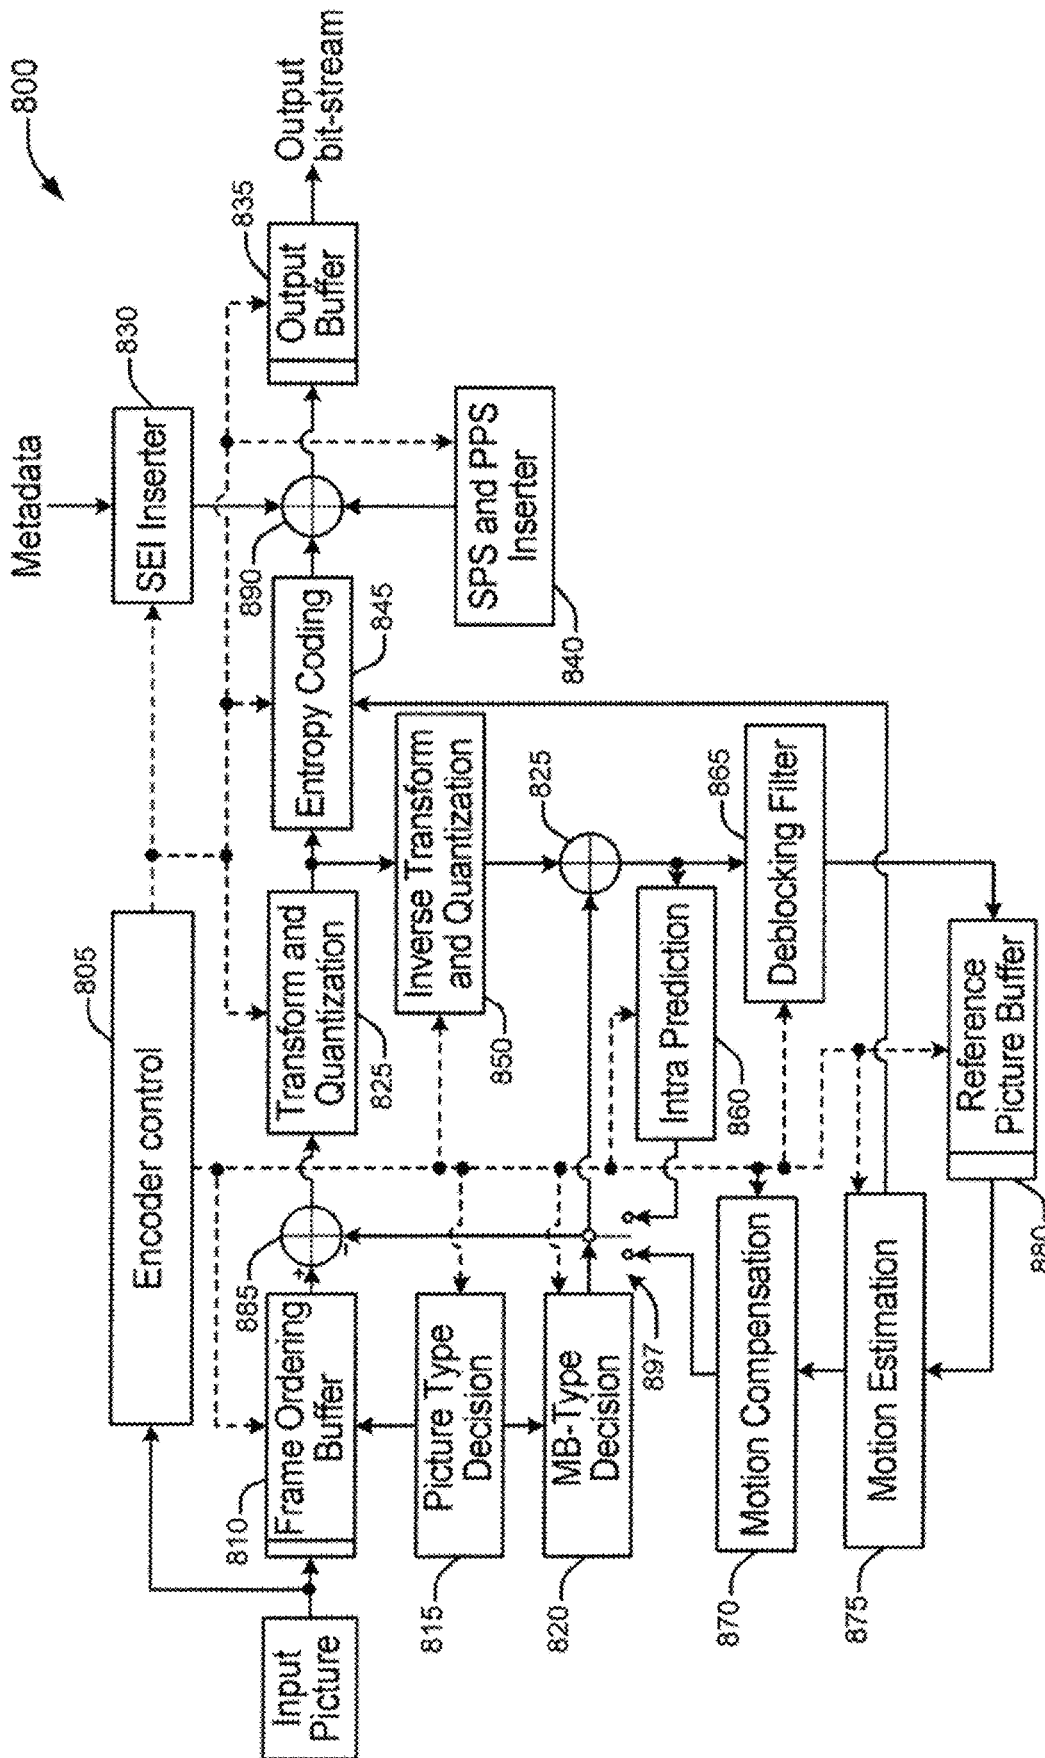 800
Metadata
SEI Inserter
830
Encoder control
805
Output
bit-stream
Output
Buffer
835
890
Entropy Coding
845
Transform and
Quantization
825
885
+
-
Frame Ordering
Buffer
810
Input
Picture
SPS and PPS
Inserter
840
Inverse Transform
and Quantization
850
Picture Type
Decision
815
MB-Type
Decision
820
897
825
Intra Prediction
860
Deblocking Filter
865
Motion Compensation
870
Motion Estimation
875
Reference
Picture Buffer
880